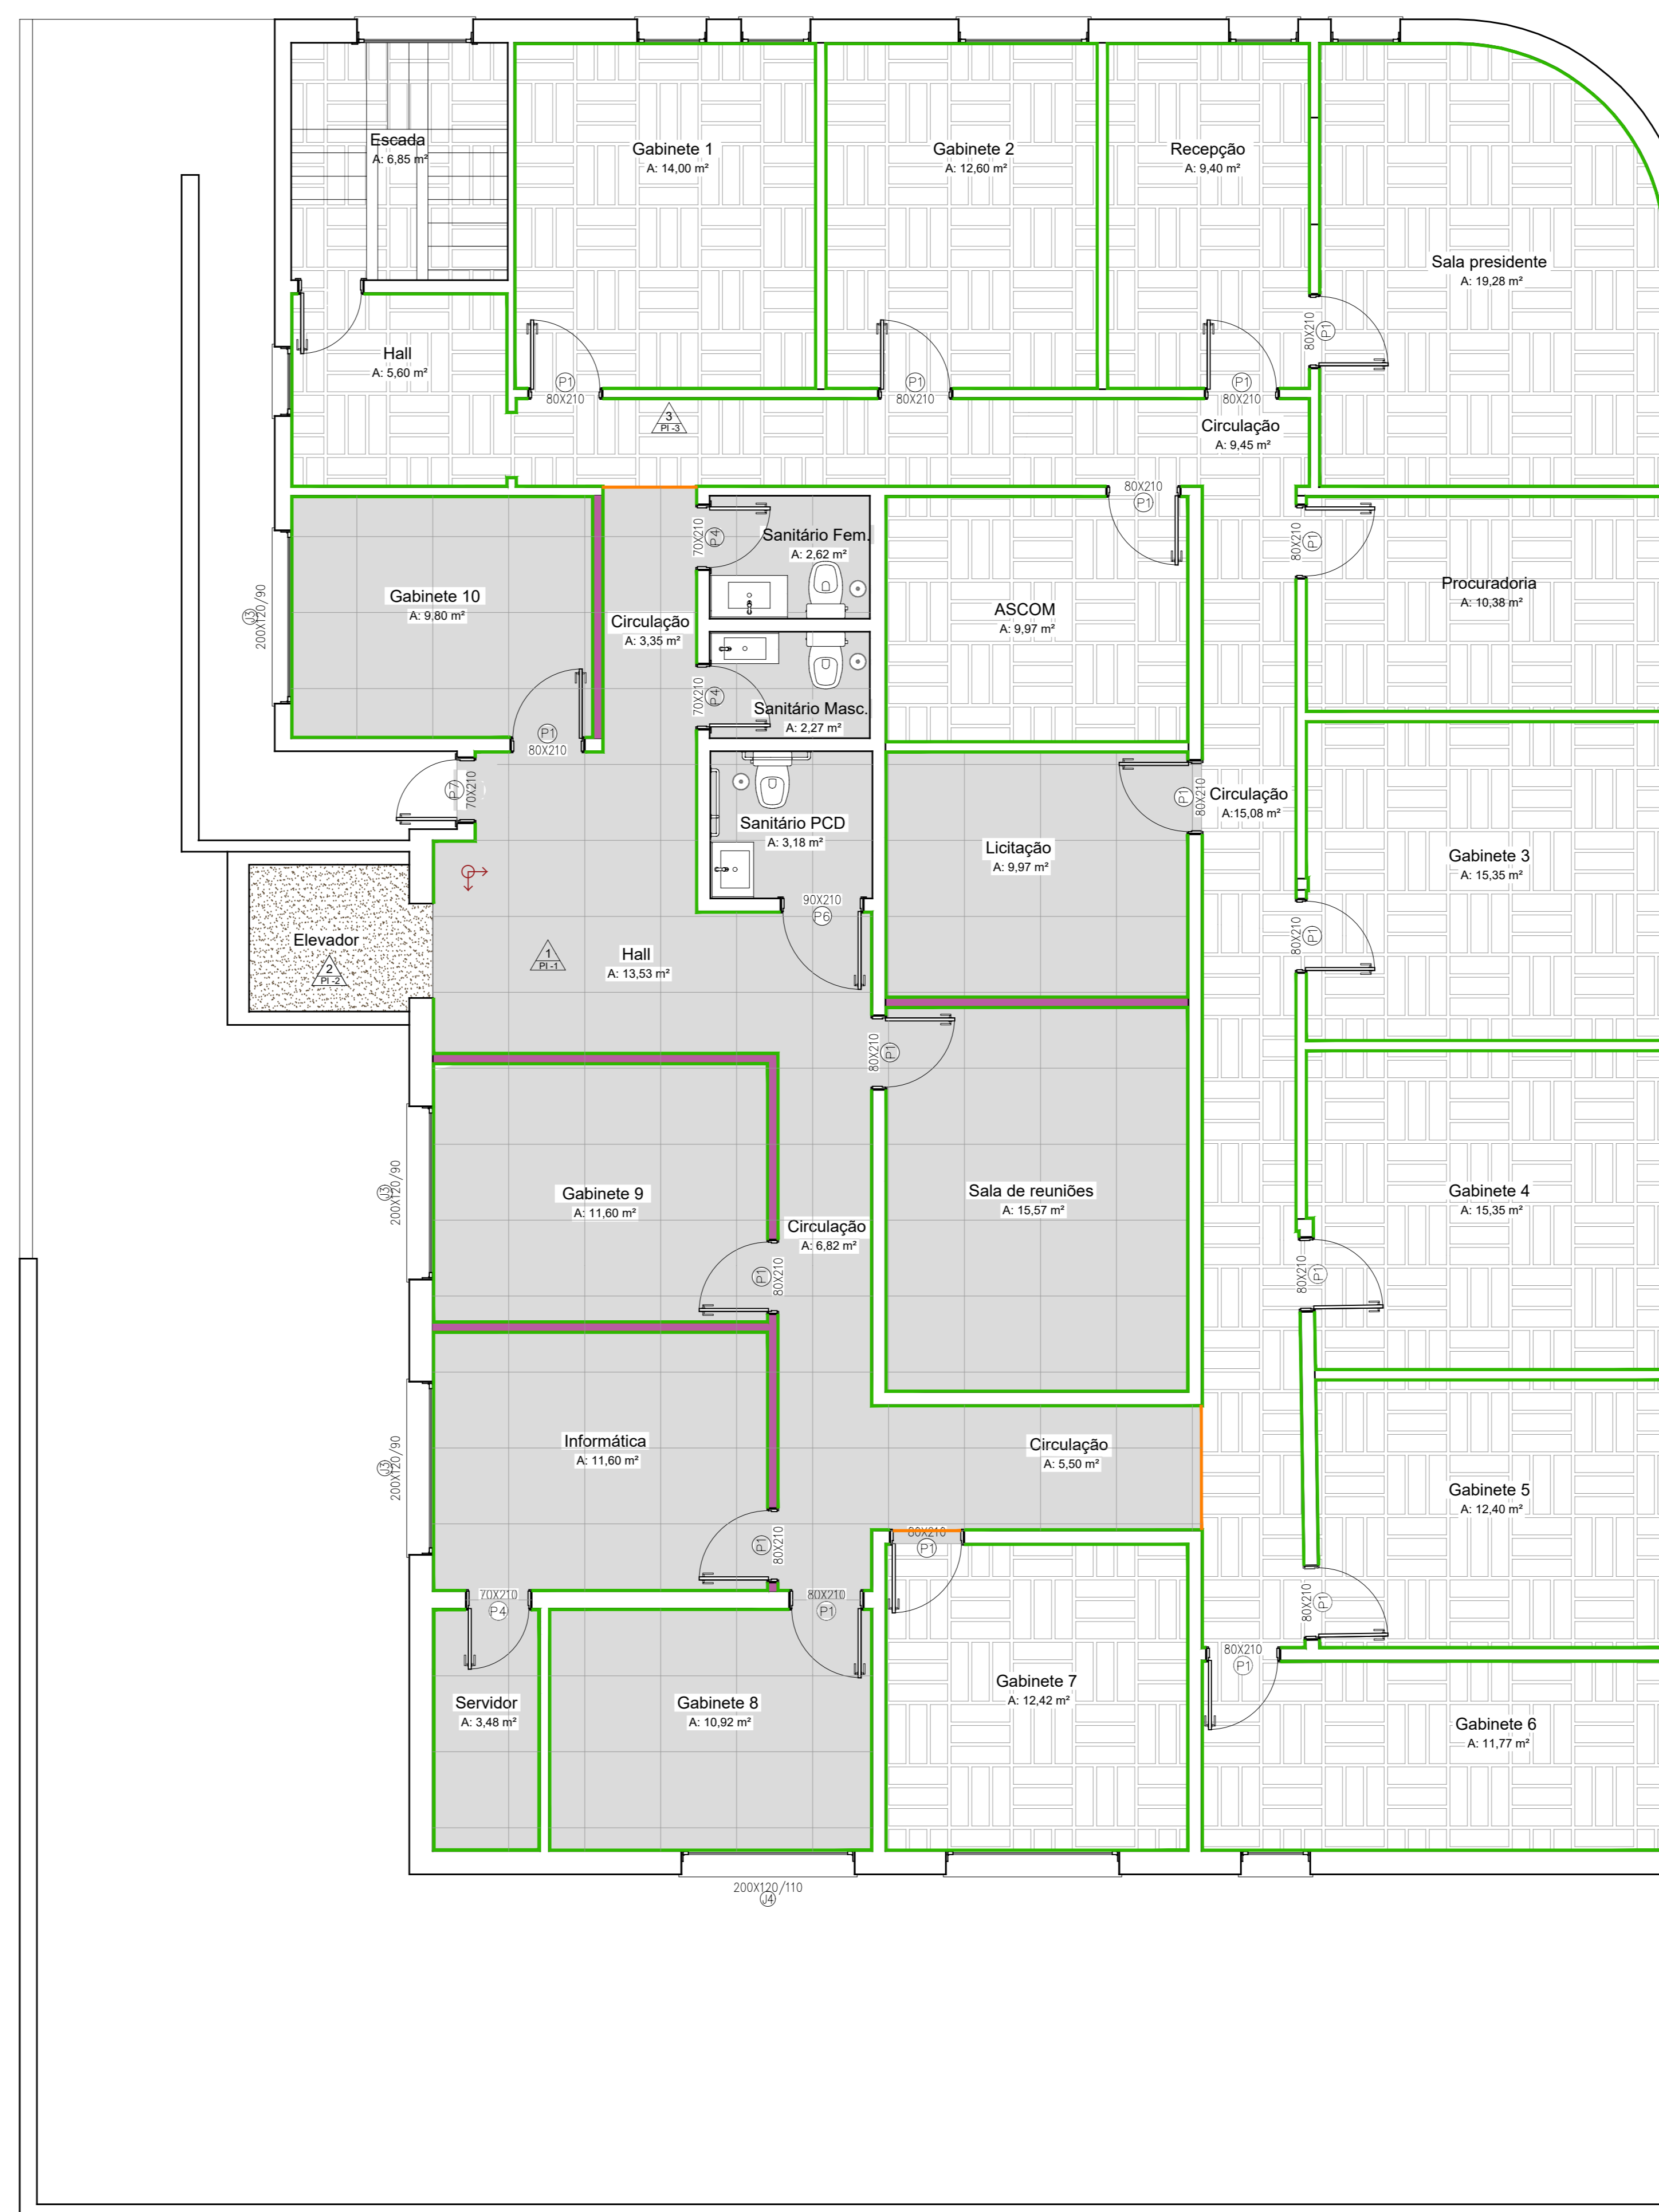 Escada
A: 6,85 m²
Gabinete 1
A: 14,00 m²
Gabinete 2
A: 12,60 m²
Recepção
A: 9,40 m²
Sala presidente
A: 19,28 m²
80X210
P1
Hall
A: 5,60 m²
P1
80X210
P1
80X210
P1
80X210
3
PI -3
Circulação
A: 9,45 m²
80X210
P1
70X210
P4
Sanitário Fem.
A: 2,62 m²
80X210
P1
J3
200X120/90
Gabinete 10
A: 9,80 m²
Circulação
A: 3,35 m²
ASCOM
A: 9,97 m²
Procuradoria
A: 10,38 m²
70X210
P4
Sanitário Masc.
A: 2,27 m²
P1
80X210
P7
70X210
Sanitário PCD
A: 3,18 m²
P1
80X210
Circulação
A:15,08 m²
Licitação
A: 9,97 m²
Gabinete 3
A: 15,35 m²
90X210
P6
80X210
P1
Elevador
2
PI -2
1
PI -1
Hall
A: 13,53 m²
80X210
P1
J3
200X120/90
Gabinete 9
A: 11,60 m²
Circulação
A: 6,82 m²
Sala de reuniões
A: 15,57 m²
Gabinete 4
A: 15,35 m²
P1
80X210
80X210
P1
J3
200X120/90
Informática
A: 11,60 m²
Circulação
A: 5,50 m²
Gabinete 5
A: 12,40 m²
P1
80X210
80X210
P1
70X210
P4
80X210
P1
80X210
P1
80X210
P1
Servidor
A: 3,48 m²
Gabinete 8
A: 10,92 m²
Gabinete 7
A: 12,42 m²
Gabinete 6
A: 11,77 m²
200X120/110
J4